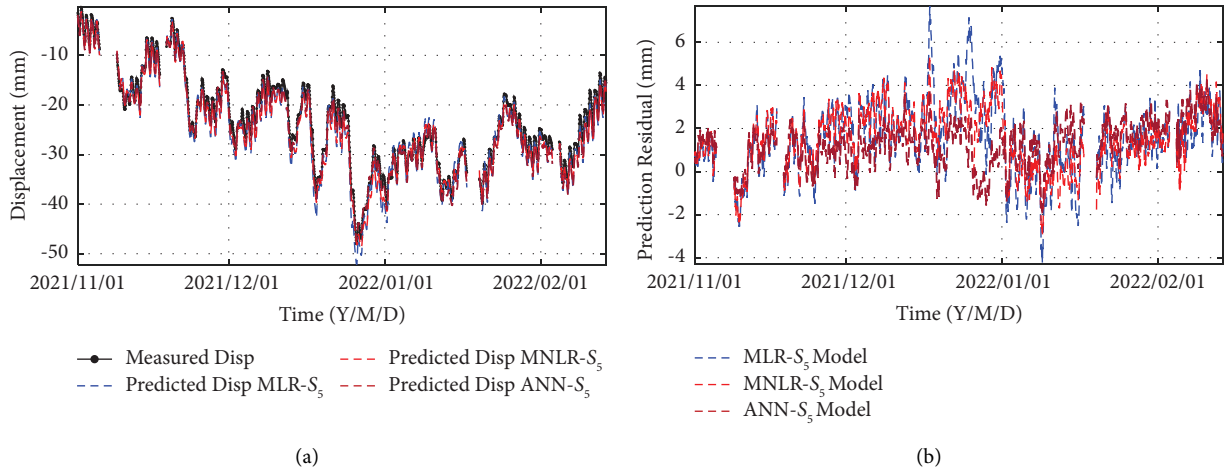 Displacement (mm)
-10
-20
-30
-40
-50
2021/11/01
2021/12/01
2022/01/01
2022/02/01
Time (Y/M/D)
Measured Disp
Predicted Disp MLR-S5
Predicted Disp MNLR-S5
Predicted Disp ANN-S5
(a)
Prediction Residual (mm)
6
4
2
0
-2
-4
2021/11/01
2021/12/01
2022/01/01
2022/02/01
Time (Y/M/D)
MLR-S5 Model
MNLR-S5 Model
ANN-S5 Model
(b)